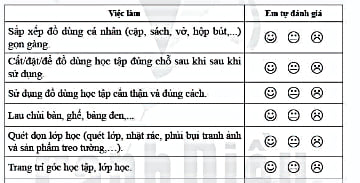 Việc làm
Em tự đánh giá
Sắp xếp đồ dùng cá nhân (cặp, sách, vở, hộp bút,...)
gọn gàng.
Cất/đặt/để đồ dùng học tập đúng chỗ sau khi sau khi
sử dụng.
Sử dụng đồ dùng học tập cẩn thận và đúng cách.
Lau chùi bàn, ghế, bảng đen,...
Quét dọn lớp học (quét lớp, nhặt rác, phủi bụi tranh ảnh
và sản phẩm treo tường,…).
Trang trí góc học tập, lớp học.